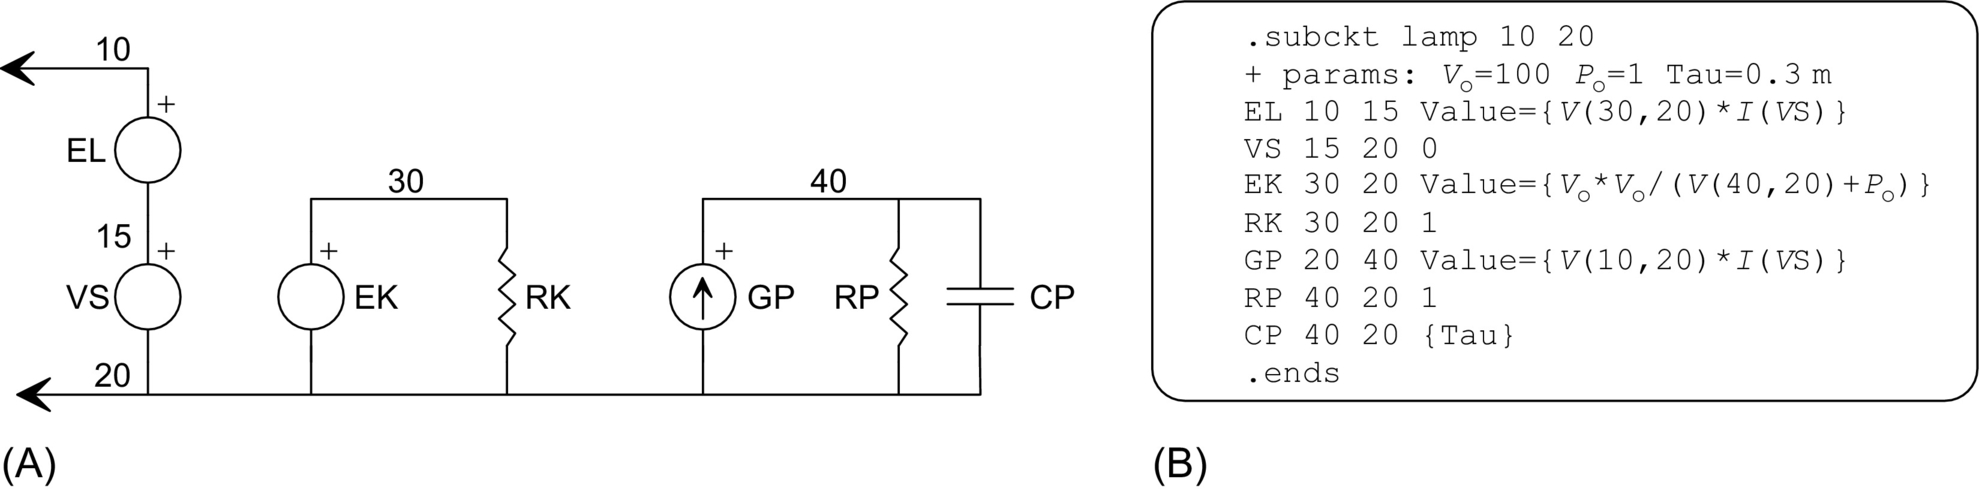 10
+
EL
15
+
VS
20
30
+
EK
RK
40
+
GP
RP
CP
(A)
.subckt lamp 10 20
+ params: Vo=100 Po=1 Tau=0.3 m
EL 10 15 Value={V(30,20)*I(VS)}
VS 15 20 0
EK 30 20 Value={Vo*Vo/(V(40,20)+Po)}
RK 30 20 1
GP 20 40 Value={V(10,20)*I(VS)}
RP 40 20 1
CP 40 20 {Tau}
.ends
(B)